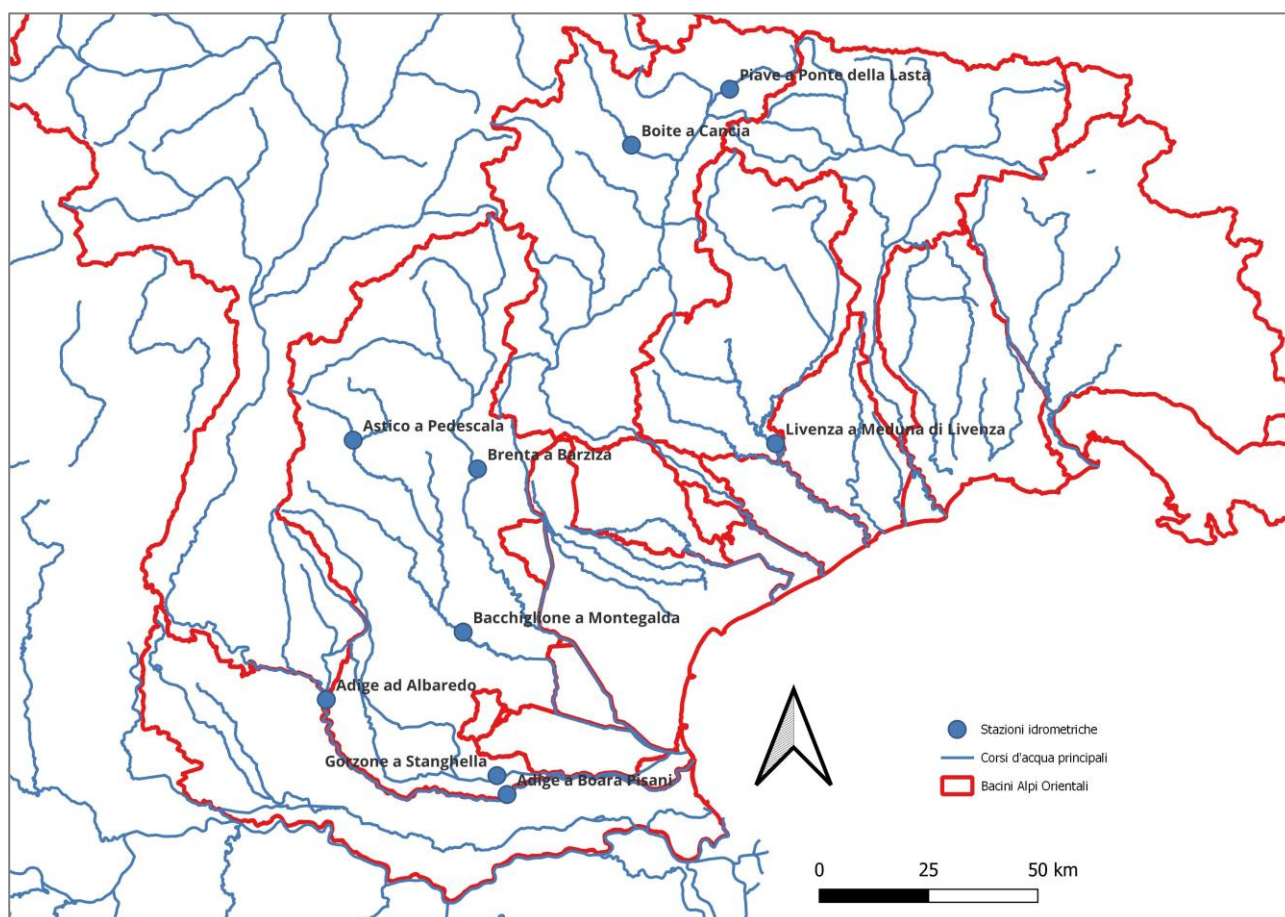 Piave a Ponte della Lasta
Boite a Cancia
Astico a Pedescala
Livenza a Meduna di Livenza
Brenta a Barziza
Bacchiglione a Montegalda
Adige ad Albaredo
Gorzone a Stanghella
Adige a Boara Pisani
Stazioni idrometriche
Corsi d'acqua principali
Bacini Alpi Orientali
0 25 50 km